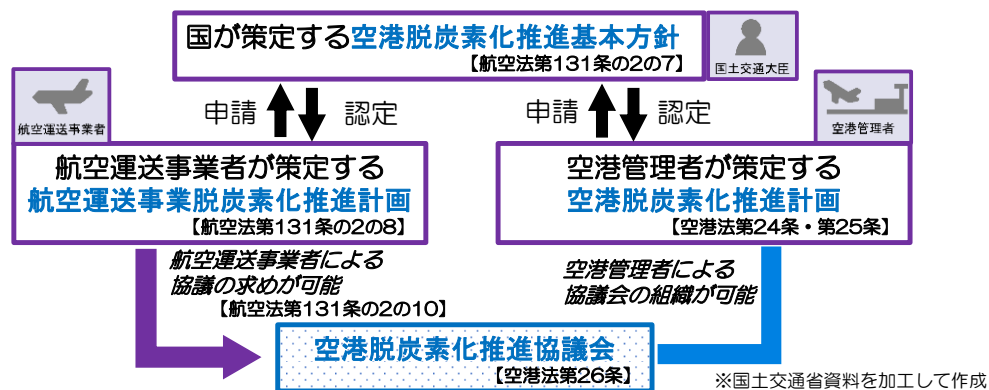 国が策定する空港脱炭素化推進基本方針
【航空法第131条の2の7】
国土交通大臣
航空運送事業者
申請
認定
申請
認定
空港管理者
航空運送事業者が策定する
航空運送事業脱炭素化推進計画
【航空法第131条の2の8】
空港管理者が策定する
空港脱炭素化推進計画
【空港法第24条・第25条】
航空運送事業者による
協議の求めが可能
【航空法第131条の2の10】
空港管理者による
協議会の組織が可能
空港脱炭素化推進協議会
【空港法第26条】
※国土交通省資料を加工して作成